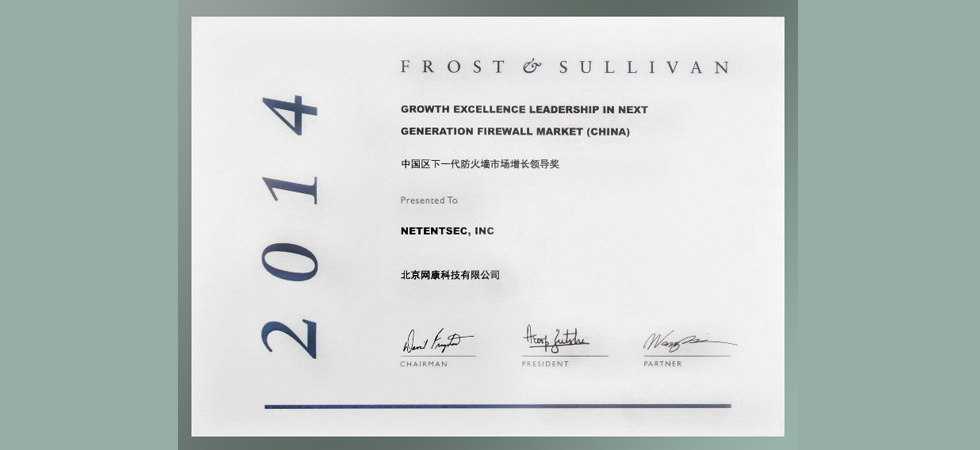 FROST & SULLIVAN
2014
GROWTH EXCELLENCE LEADERSHIP IN NEXT
GENERATION FIREWALL MARKET (CHINA)
中国区下一代防火墙市场增长领导奖
Presented To
NETENTSEC, INC
北京网康科技有限公司
CHAIRMAN
PRESIDENT
PARTNER